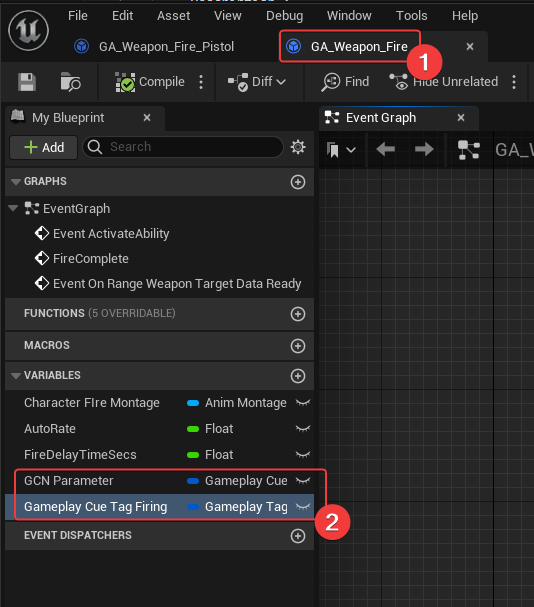 File Edit Asset View Debug Window Tools Help
GA_Weapon_Fire_Pistol GA_Weapon_Fire
1
Compile Diff Find Hide Unrelated
My Blueprint Event Graph
Add Search
GRAPHS
EventGraph
Event ActivateAbility
FireComplete
Event On Range Weapon Target Data Ready
FUNCTIONS (5 OVERRIDABLE)
MACROS
VARIABLES
Character FIre Montage Anim Montage
AutoRate Float
FireDelayTimeSecs Float
GCN Parameter Gameplay Cue
Gameplay Cue Tag Firing Gameplay Tag
2
EVENT DISPATCHERS